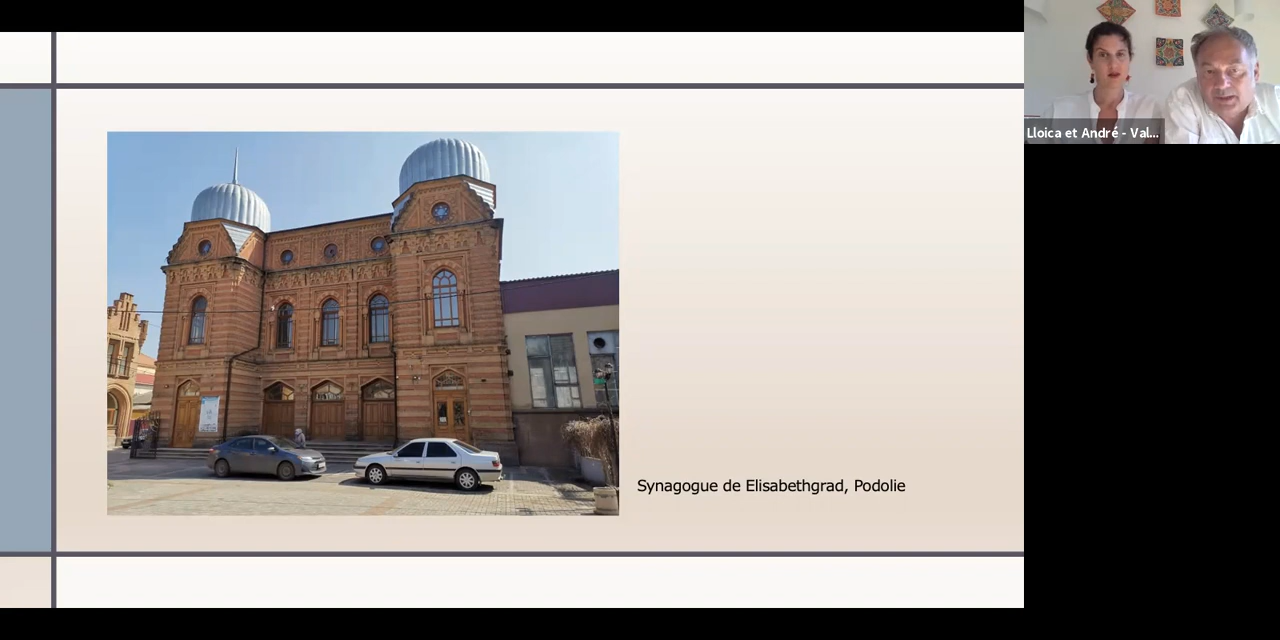 Synagogue de Elisabethgrad, Podolie
Lloica et André - Val...